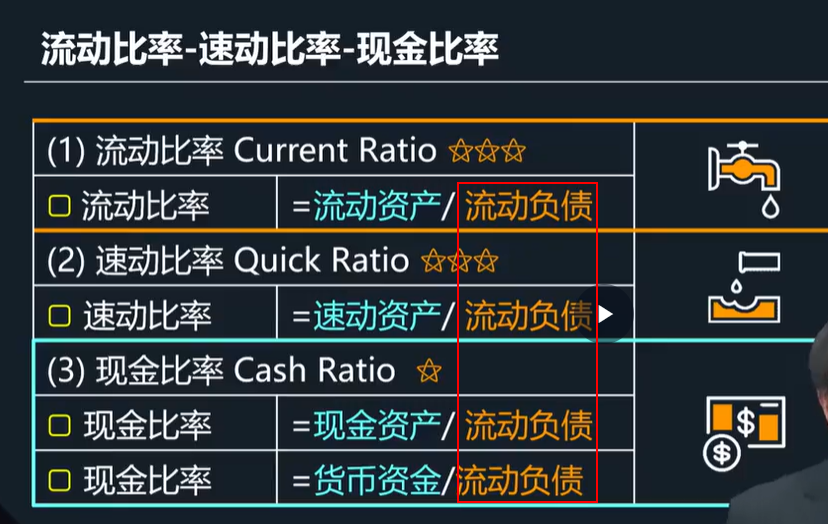 流动比率-速动比率-现金比率
(1) 流动比率 Current Ratio ☆☆☆
流动比率 =流动资产/流动负债
(2) 速动比率 Quick Ratio ☆☆☆
速动比率 =速动资产/流动负债
(3) 现金比率 Cash Ratio ☆
现金比率 =现金资产/流动负债
现金比率 =货币资金/流动负债
$
$